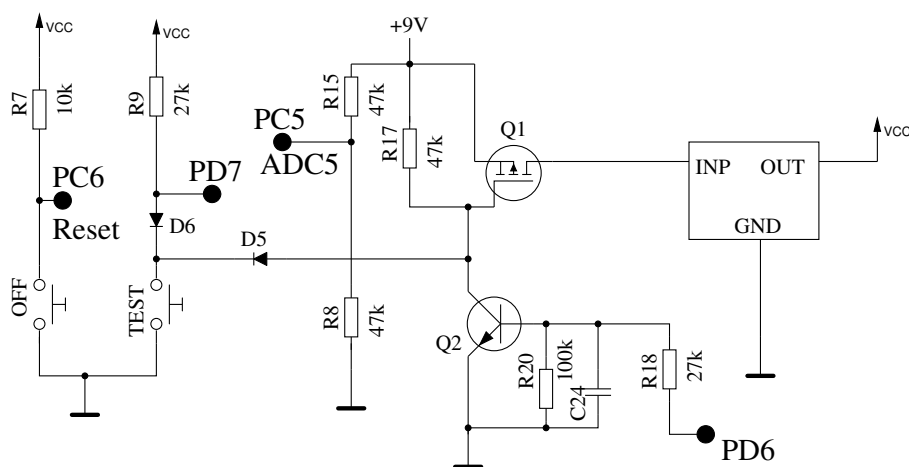 VCC
VCC
+9V
R7
10k
R9
27k
R15
47k
PC5
ADC5
R17
47k
Q1
VCC
INP
OUT
GND
PC6
Reset
PD7
D6
D5
OFF
TEST
R8
47k
Q2
R20
100k
C24
R18
27k
PD6